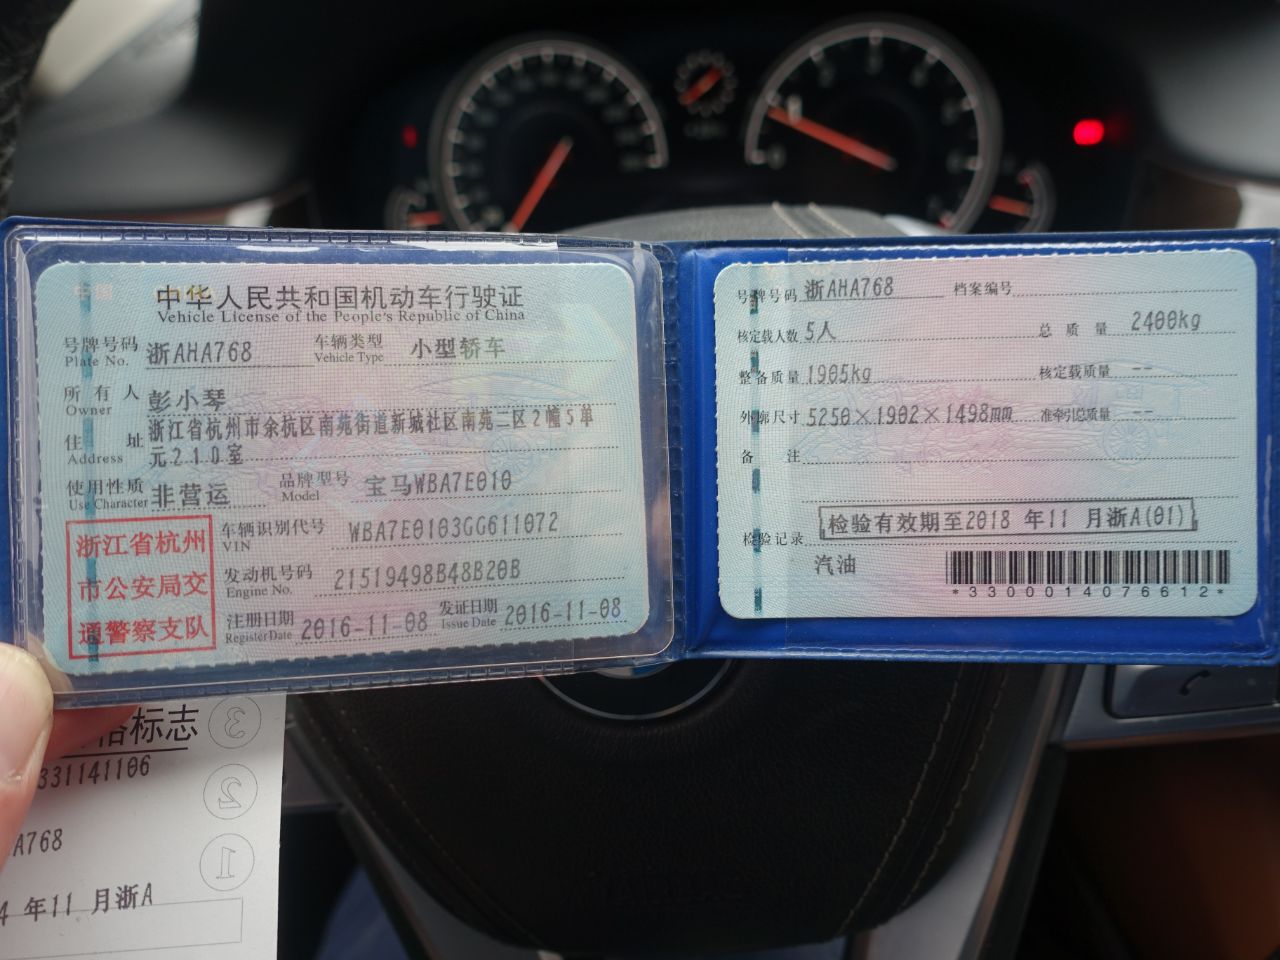 中华人民共和国机动车行驶证
Vehicle License of the People's Republic of China
号牌号码 浙AHA768 车辆类型 小型轿车
Plate No. Vehicle Type
所有人 彭小琴
Owner
住址 浙江省杭州市余杭区南苑街道新城社区南苑二区2幢5单
Address 元210室
使用性质 非营运 品牌型号 宝马WBA7E010
Use Character Model
车辆识别代号 WBA7E0103GG611072
VIN
发动机号码 21519498B48B20B
Engine No.
注册日期 2016-11-08 发证日期 2016-11-08
Register Date Issue Date
浙江省杭州
市公安局交
通警察支队
号牌号码 浙AHA768 档案编号
核定载人数 5人 总质量 2400kg
整备质量 1905kg 核定载质量 --
外廓尺寸 5250×1902×1498mm 准牵引总质量 --
备注
检验有效期至2018 年11 月浙A(01)
检验记录
汽油
*3300014076612*
格标志
331141106
A768
4 年11 月浙A
3
2
1